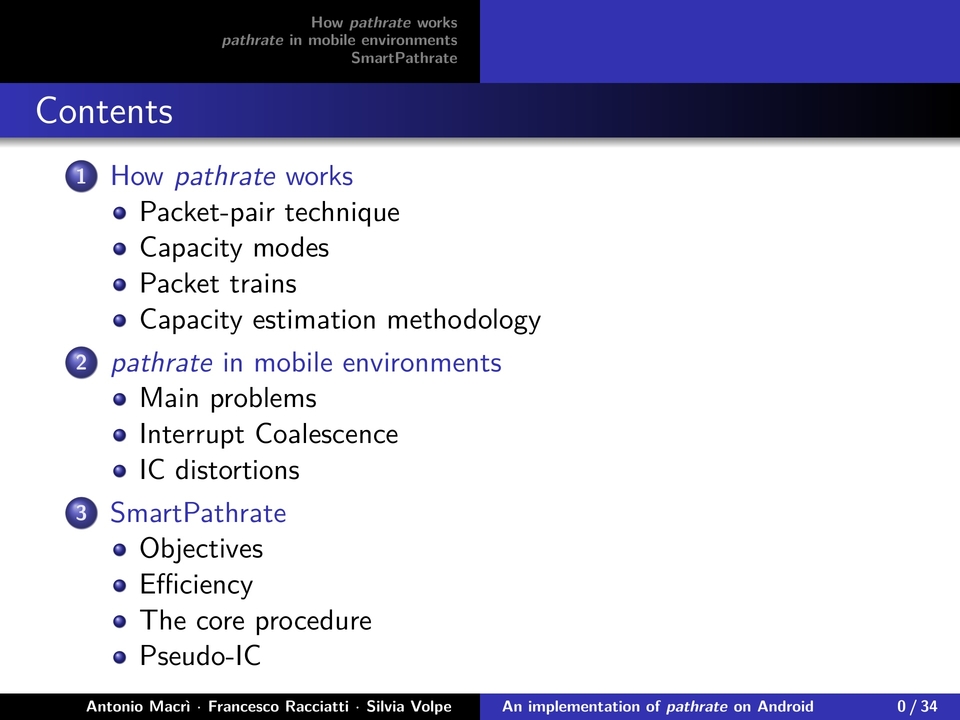 How pathrate works
pathrate in mobile environments
SmartPathrate
Contents
1 How pathrate works
Packet-pair technique
Capacity modes
Packet trains
Capacity estimation methodology
2 pathrate in mobile environments
Main problems
Interrupt Coalescence
IC distortions
3 SmartPathrate
Objectives
Efficiency
The core procedure
Pseudo-IC
Antonio Macrì · Francesco Racciatti · Silvia Volpe An implementation of pathrate on Android 0 / 34